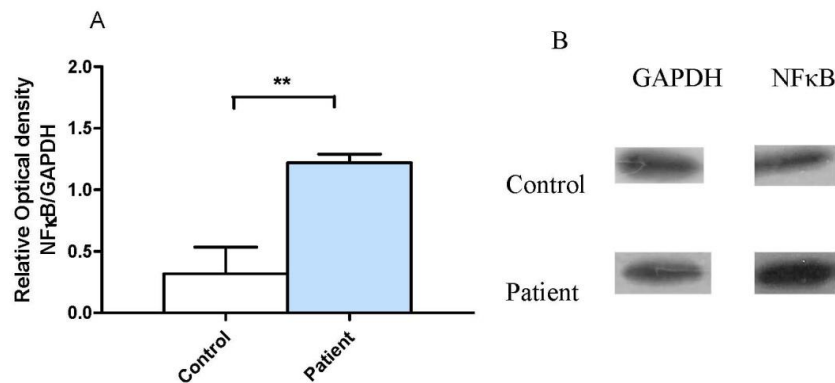 A
Relative Optical density
NFκB/GAPDH
2.0
1.5
1.0
0.5
0.0
**
Control
Patient
B
GAPDH NFκB
Control
Patient